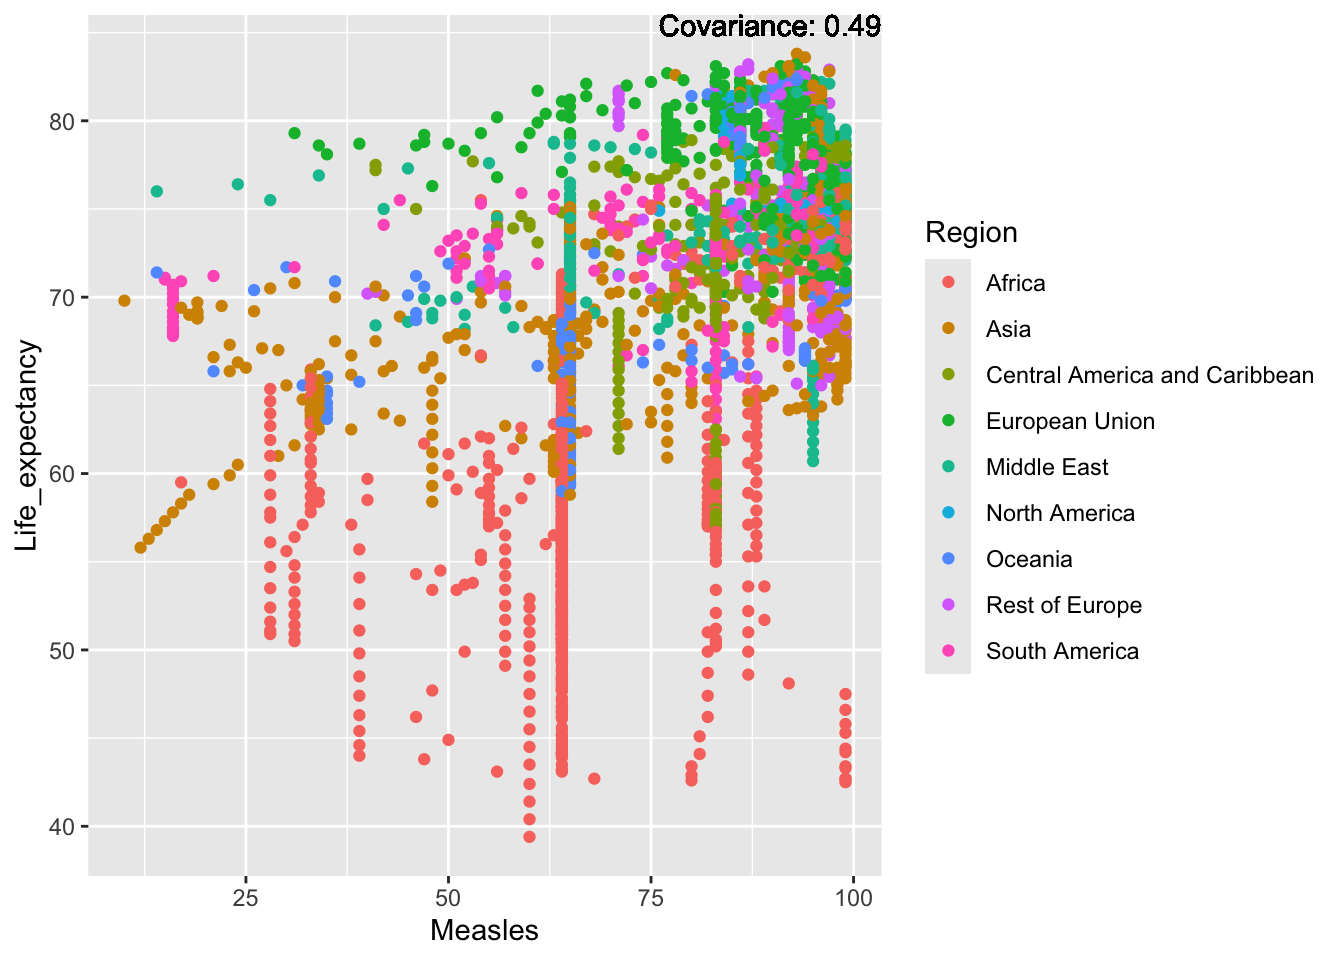 Covariance: 0.49
80
70
60
50
40
Life_expectancy
25
50
75
100
Measles
Region
Africa
Asia
Central America and Caribbean
European Union
Middle East
North America
Oceania
Rest of Europe
South America